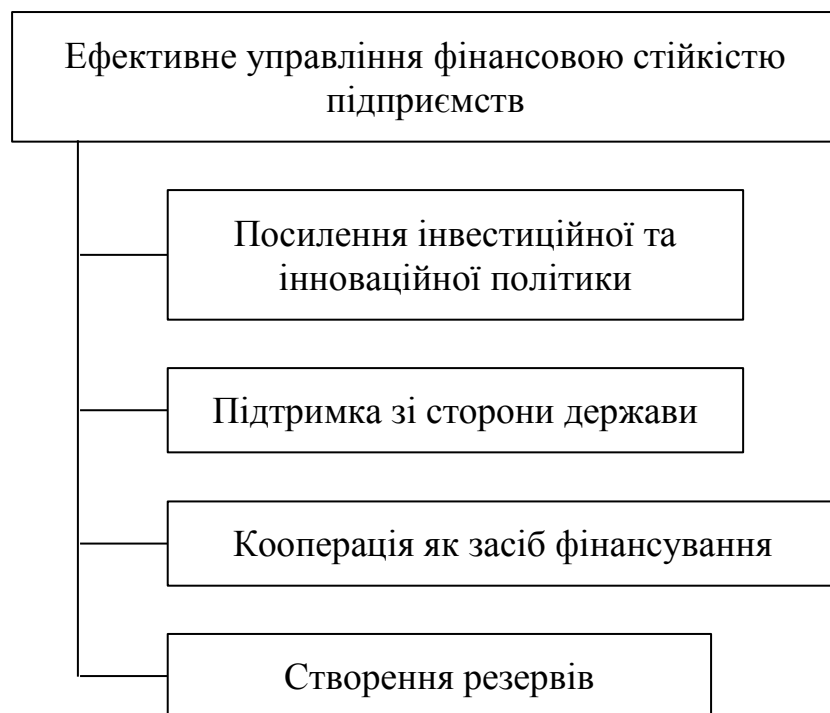 Ефективне управління фінансовою стійкістю
підприємств
Посилення інвестиційної та
інноваційної політики
Підтримка зі сторони держави
Кооперація як засіб фінансування
Створення резервів